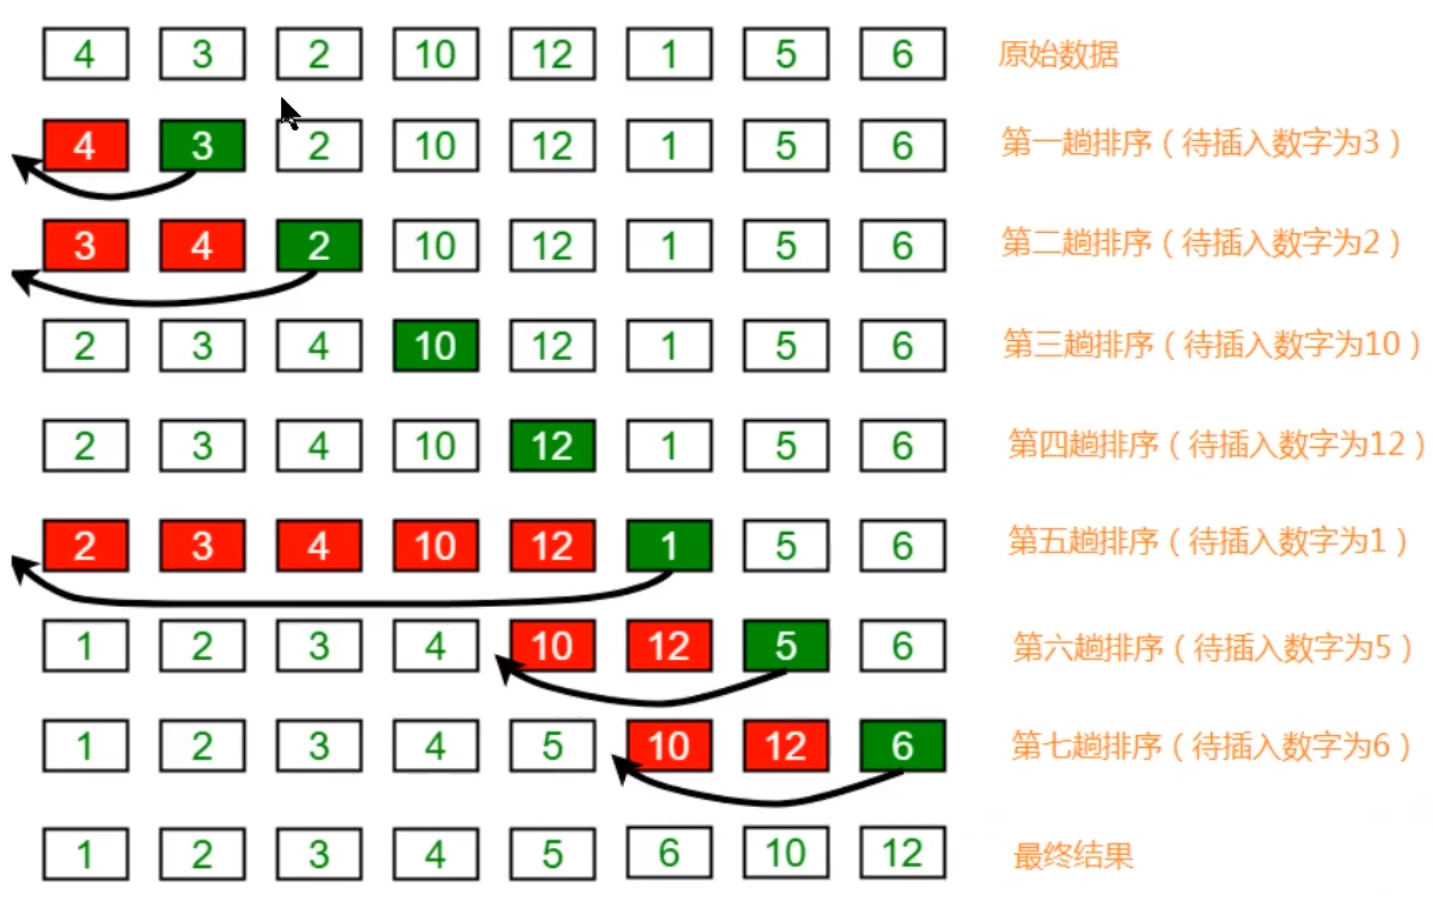 4 3 2 10 12 1 5 6 原始数据
4 3 2 10 12 1 5 6 第一趟排序（待插入数字为3）
3 4 2 10 12 1 5 6 第二趟排序（待插入数字为2）
2 3 4 10 12 1 5 6 第三趟排序（待插入数字为10）
2 3 4 10 12 1 5 6 第四趟排序（待插入数字为12）
2 3 4 10 12 1 5 6 第五趟排序（待插入数字为1）
1 2 3 4 10 12 5 6 第六趟排序（待插入数字为5）
1 2 3 4 5 10 12 6 第七趟排序（待插入数字为6）
1 2 3 4 5 6 10 12 最终结果